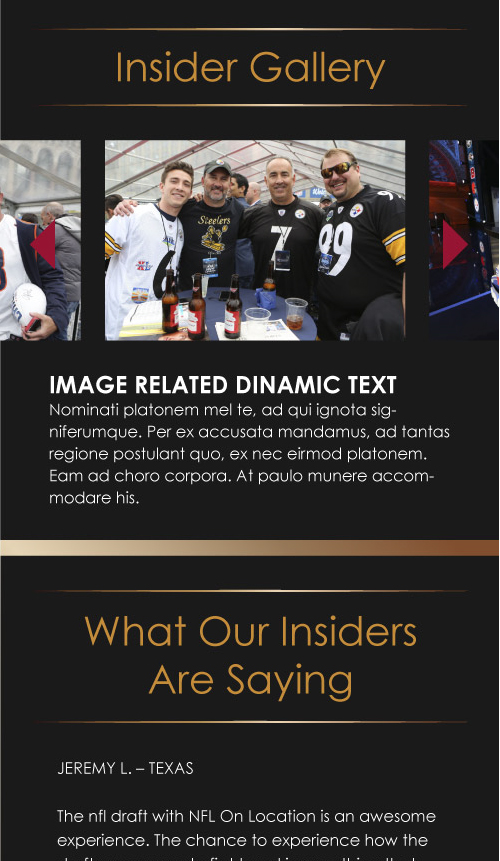 Insider Gallery
Steelers
7
99
IMAGE RELATED DINAMIC TEXT
Nominati platonem mel te, ad qui ignota sig-
niferumque. Per ex accusata mandamus, ad tantas
regione postulant quo, ex nec eirmod platonem.
Eam ad choro corpora. At paulo munere accom-
modare his.
What Our Insiders
Are Saying
JEREMY L. – TEXAS
The nfl draft with NFL On Location is an awesome
experience. The chance to experience how the